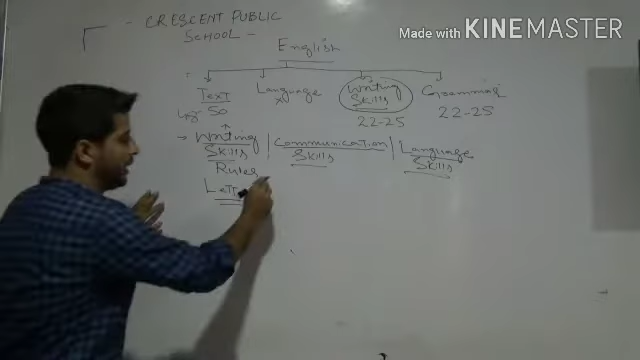 - CRESCENT PUBLIC
SCHOOL -
Made with KINEMASTER
English
Text Language Writing Skills Grammar
50 22-25 22-25
→ Writing Skills | Communication Skills | Language Skills
Rules
Lett